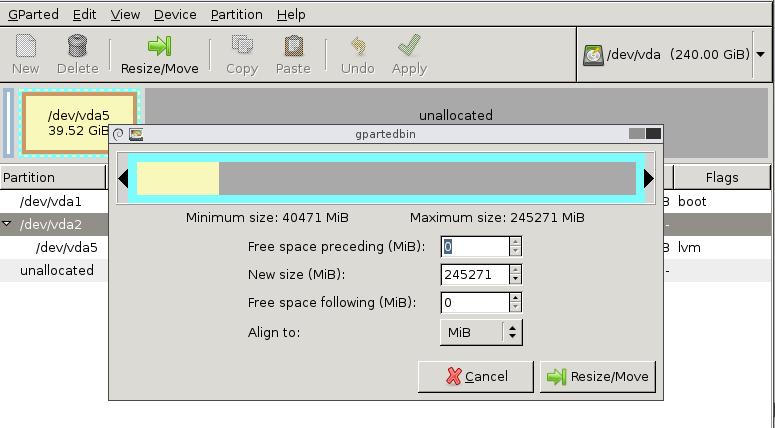 GParted Edit View Device Partition Help
New Delete Resize/Move Copy Paste Undo Apply /dev/vda (240.00 GiB)
/dev/vda5
39.52 GiB
unallocated
gpartedbin
Partition Flags
/dev/vda1 boot
/dev/vda2
/dev/vda5 lvm
unallocated
Minimum size: 40471 MiB Maximum size: 245271 MiB
Free space preceding (MiB): 0
New size (MiB): 245271
Free space following (MiB): 0
Align to: MiB
Cancel Resize/Move